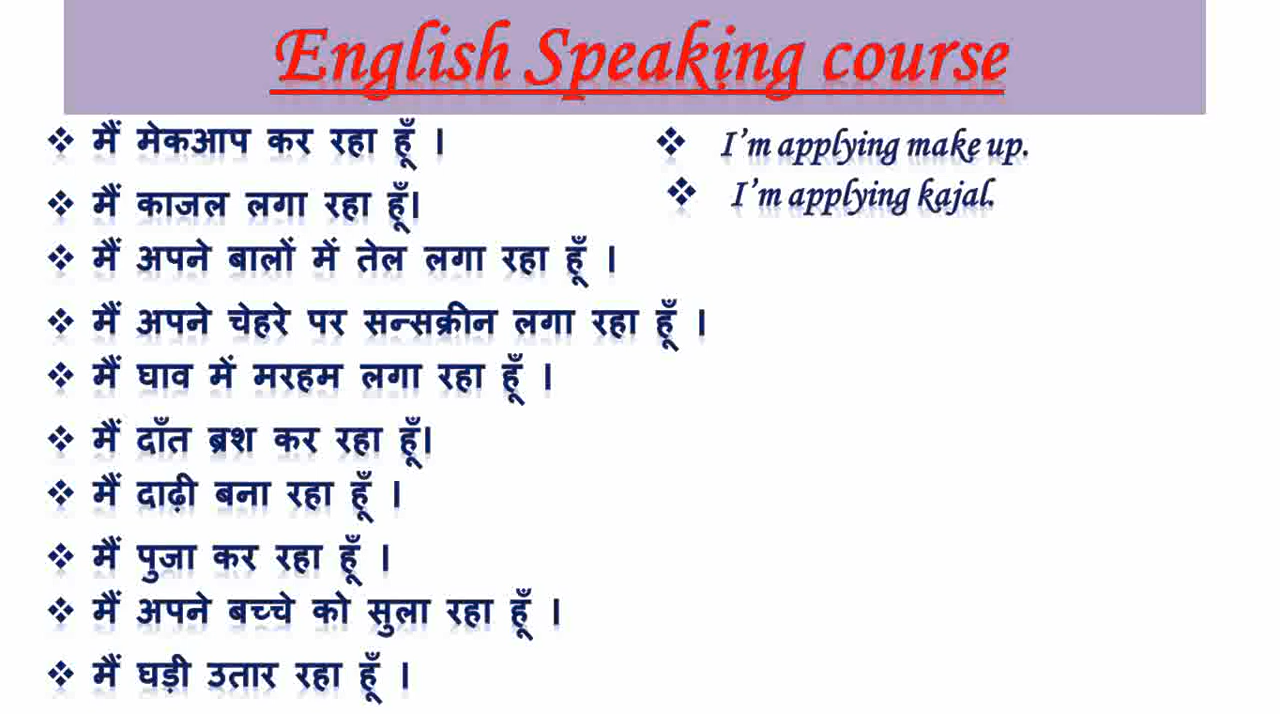 English Speaking course
❖ मैं मेकआप कर रहा हूँ ।
❖ I'm applying make up.
❖ मैं काजल लगा रहा हूँ।
❖ I'm applying kajal.
❖ मैं अपने बालों में तेल लगा रहा हूँ ।
❖ मैं अपने चेहरे पर सन्सक्रीन लगा रहा हूँ ।
❖ मैं घाव में मरहम लगा रहा हूँ ।
❖ मैं दाँत ब्रश कर रहा हूँ।
❖ मैं दाढ़ी बना रहा हूँ ।
❖ मैं पुजा कर रहा हूँ ।
❖ मैं अपने बच्चे को सुला रहा हूँ ।
❖ मैं घड़ी उतार रहा हूँ ।